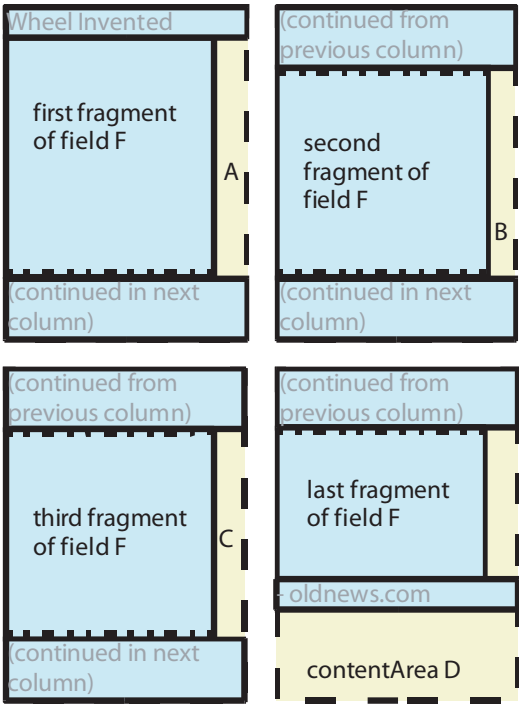 Wheel Invented
first fragment
of field F
A
(continued in next
column)
(continued from
previous column)
second
fragment of
field F
B
(continued in next
column)
(continued from
previous column)
third fragment
of field F
C
(continued in next
column)
(continued from
previous column)
last fragment
of field F
- oldnews.com
contentArea D